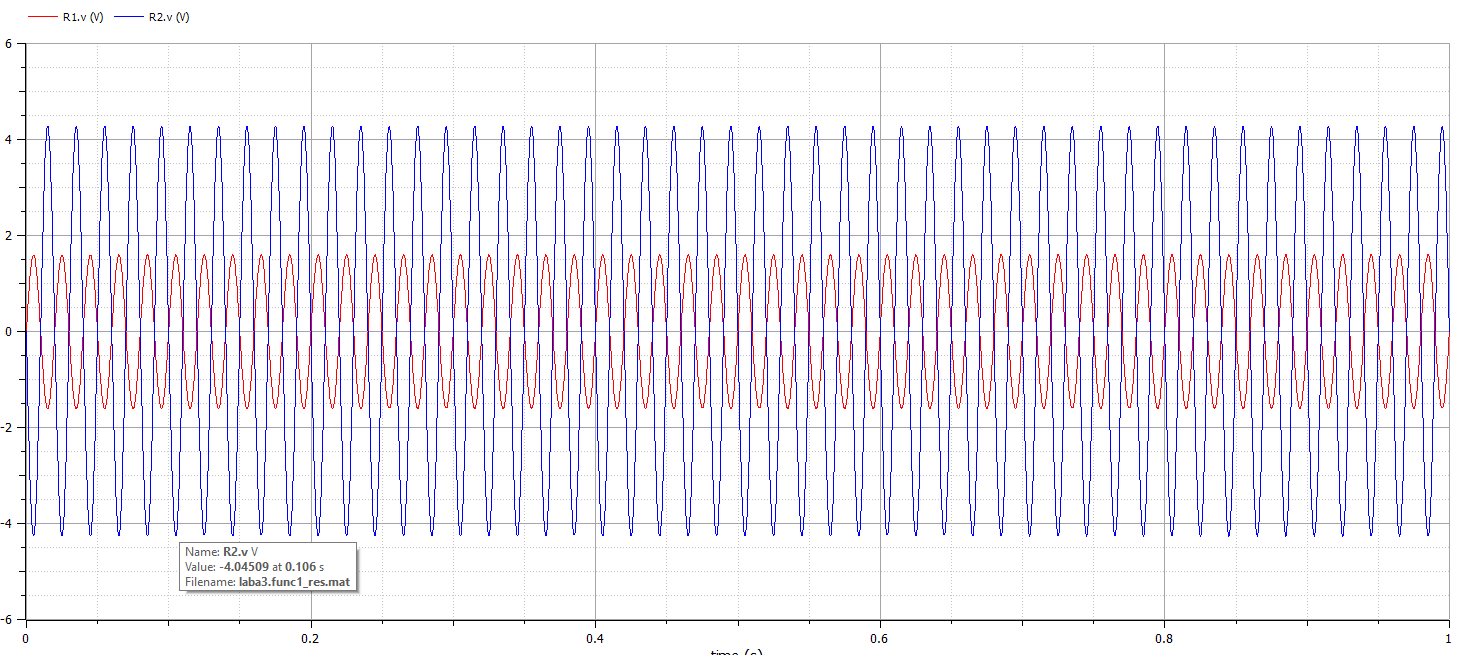 R1.v (V) R2.v (V)
6
4
2
0
-2
-4
Name: R2.v V
Value: -4.04509 at 0.106 s
Filename: laba3.func1_res.mat
-6
0 0.2 0.4 0.6 0.8 1
time (s)